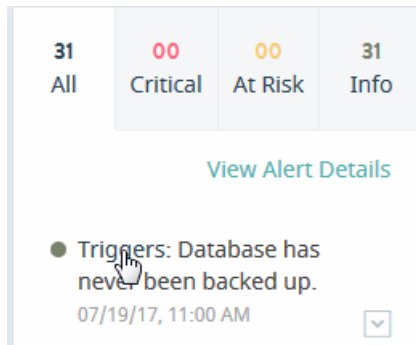 31 00 00 31
All Critical At Risk Info
View Alert Details
Triggers: Database has
never been backed up.
07/19/17, 11:00 AM